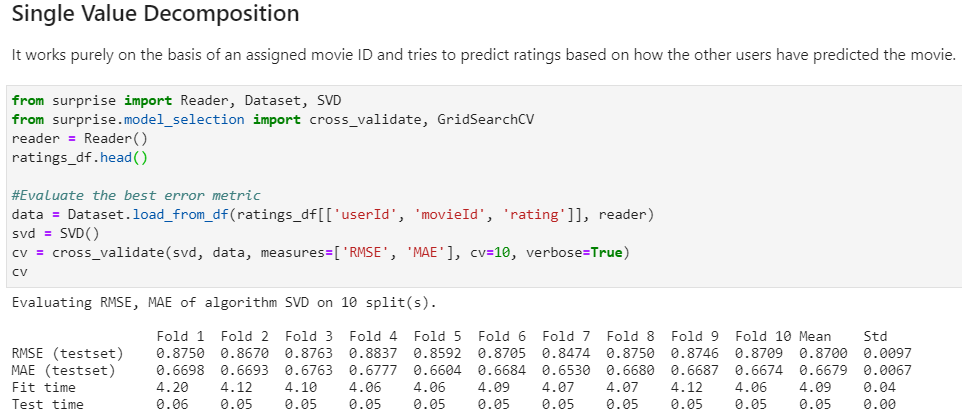 Single Value Decomposition
It works purely on the basis of an assigned movie ID and tries to predict ratings based on how the other users have predicted the movie.
from surprise import Reader, Dataset, SVD
from surprise.model_selection import cross_validate, GridSearchCV
reader = Reader()
ratings_df.head()
#Evaluate the best error metric
data = Dataset.load_from_df(ratings_df[['userId', 'movieId', 'rating']], reader)
svd = SVD()
cv = cross_validate(svd, data, measures=['RMSE', 'MAE'], cv=10, verbose=True)
cv
Evaluating RMSE, MAE of algorithm SVD on 10 split(s).
Fold 1 Fold 2 Fold 3 Fold 4 Fold 5 Fold 6 Fold 7 Fold 8 Fold 9 Fold 10 Mean Std
RMSE (testset) 0.8750 0.8670 0.8763 0.8837 0.8592 0.8705 0.8474 0.8750 0.8746 0.8709 0.8700 0.0097
MAE (testset) 0.6698 0.6693 0.6763 0.6777 0.6604 0.6684 0.6530 0.6680 0.6687 0.6674 0.6679 0.0067
Fit time 4.20 4.12 4.10 4.06 4.06 4.09 4.07 4.07 4.12 4.06 4.09 0.04
Test time 0.06 0.05 0.05 0.05 0.05 0.05 0.05 0.05 0.05 0.05 0.05 0.00